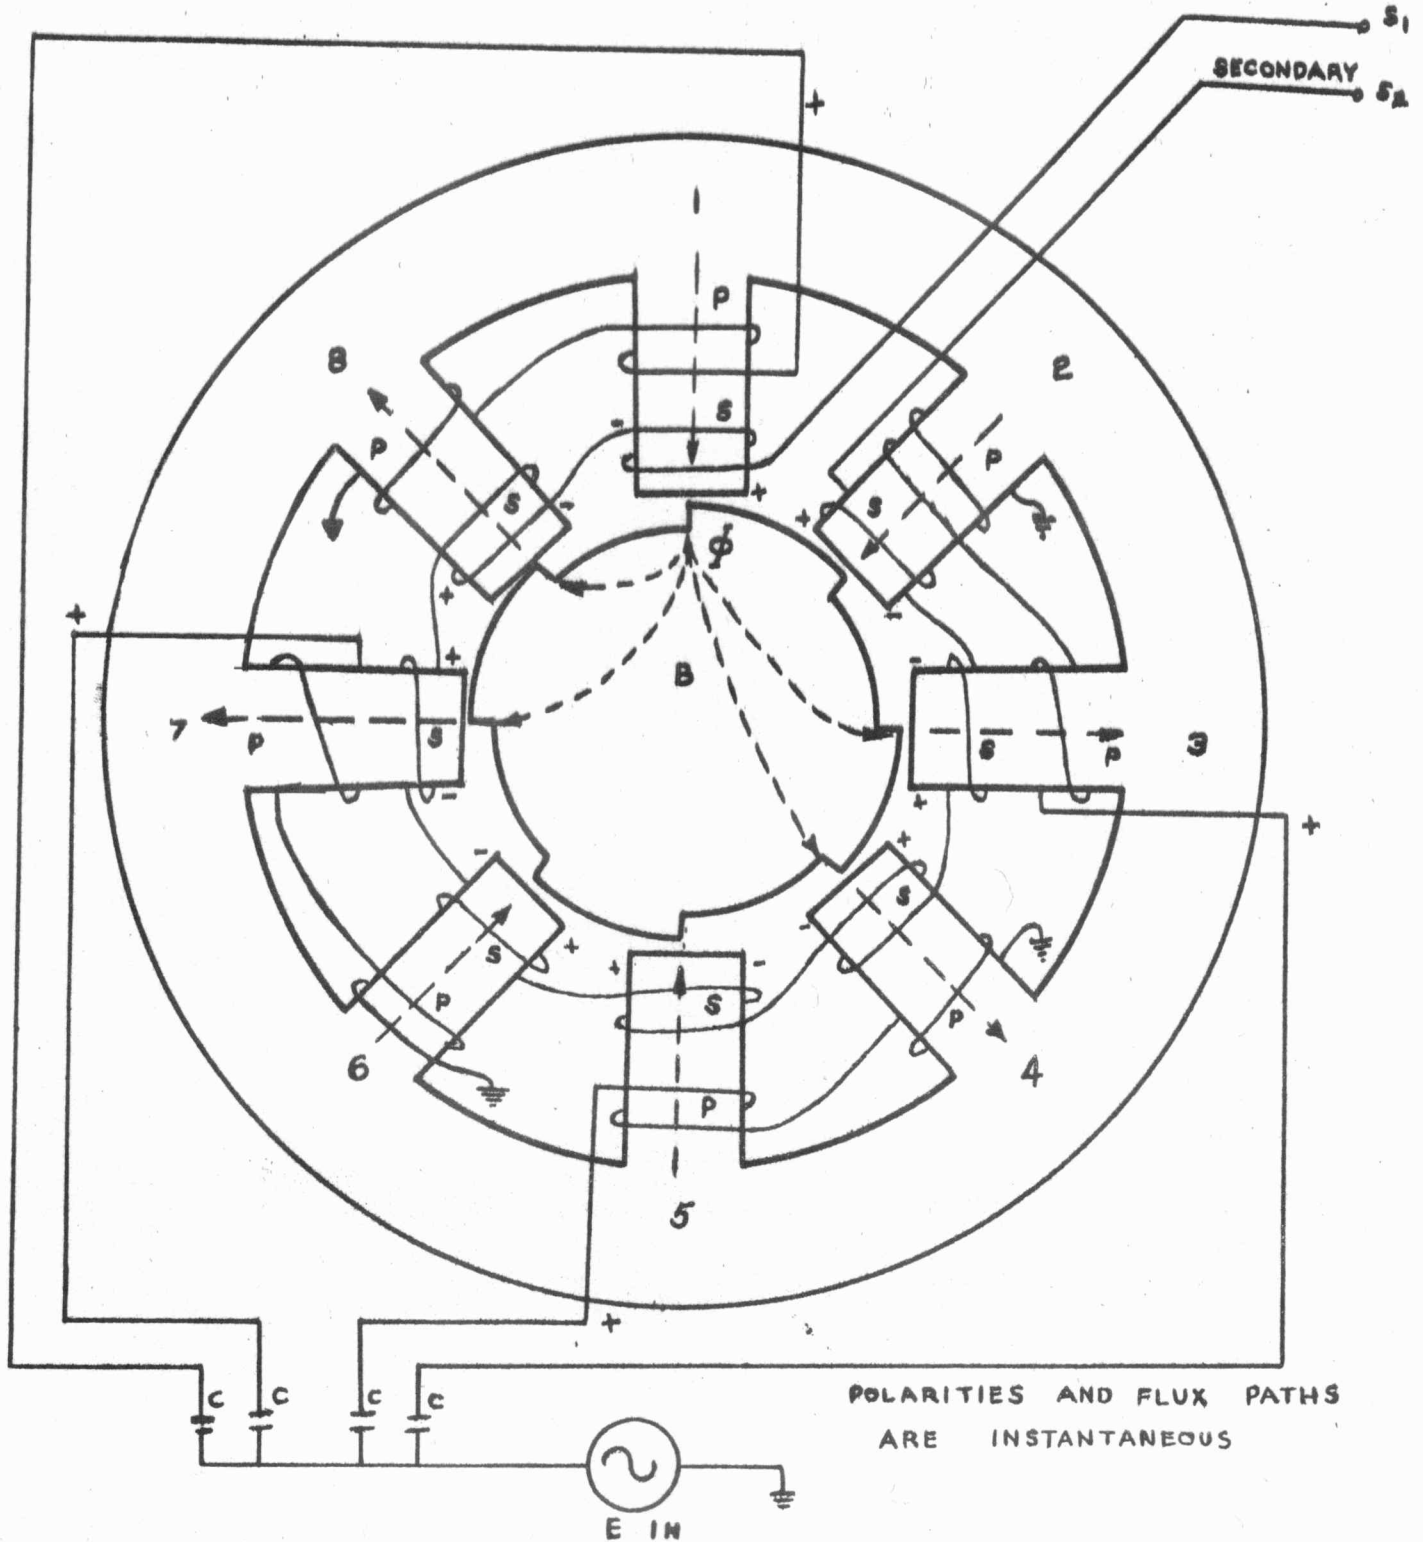 S1
SECONDARY
S2
+
1
P
8
2
S
-
P
P
S
S
+
+
-
Φ
+
-
+
+
-
-
B
7
P
S
S
P
3
-
+
+
-
+
-
S
S
+
+
-
S
P
P
6
P
4
5
+
C
C
C
C
POLARITIES AND FLUX PATHS
ARE INSTANTANEOUS
E IN